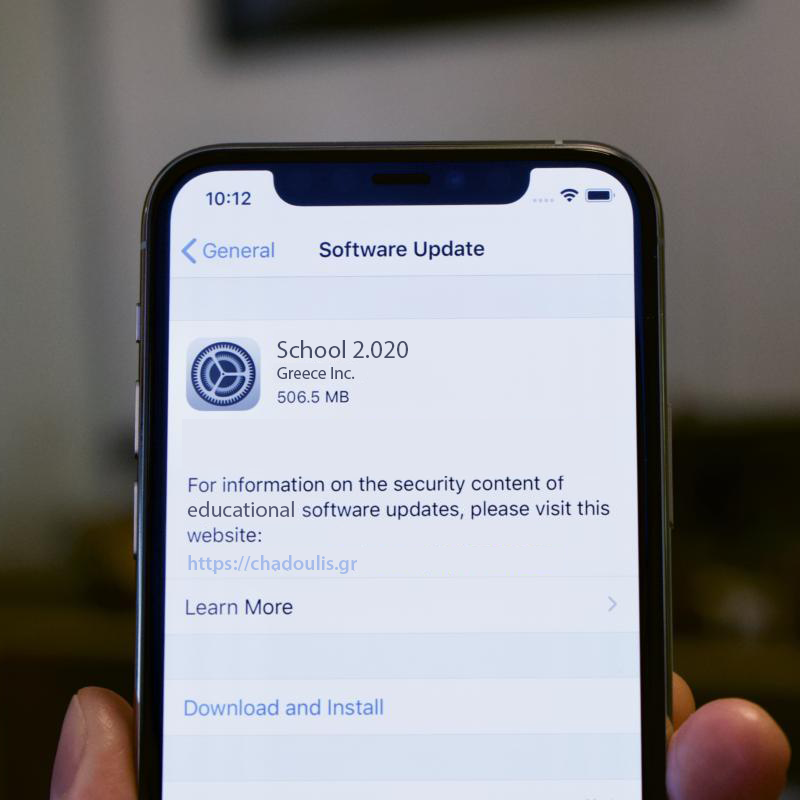 10:12
General
Software Update
School 2.020
Greece Inc.
506.5 MB
For information on the security content of
educational software updates, please visit this
website:
https://chadoulis.gr
Learn More
Download and Install